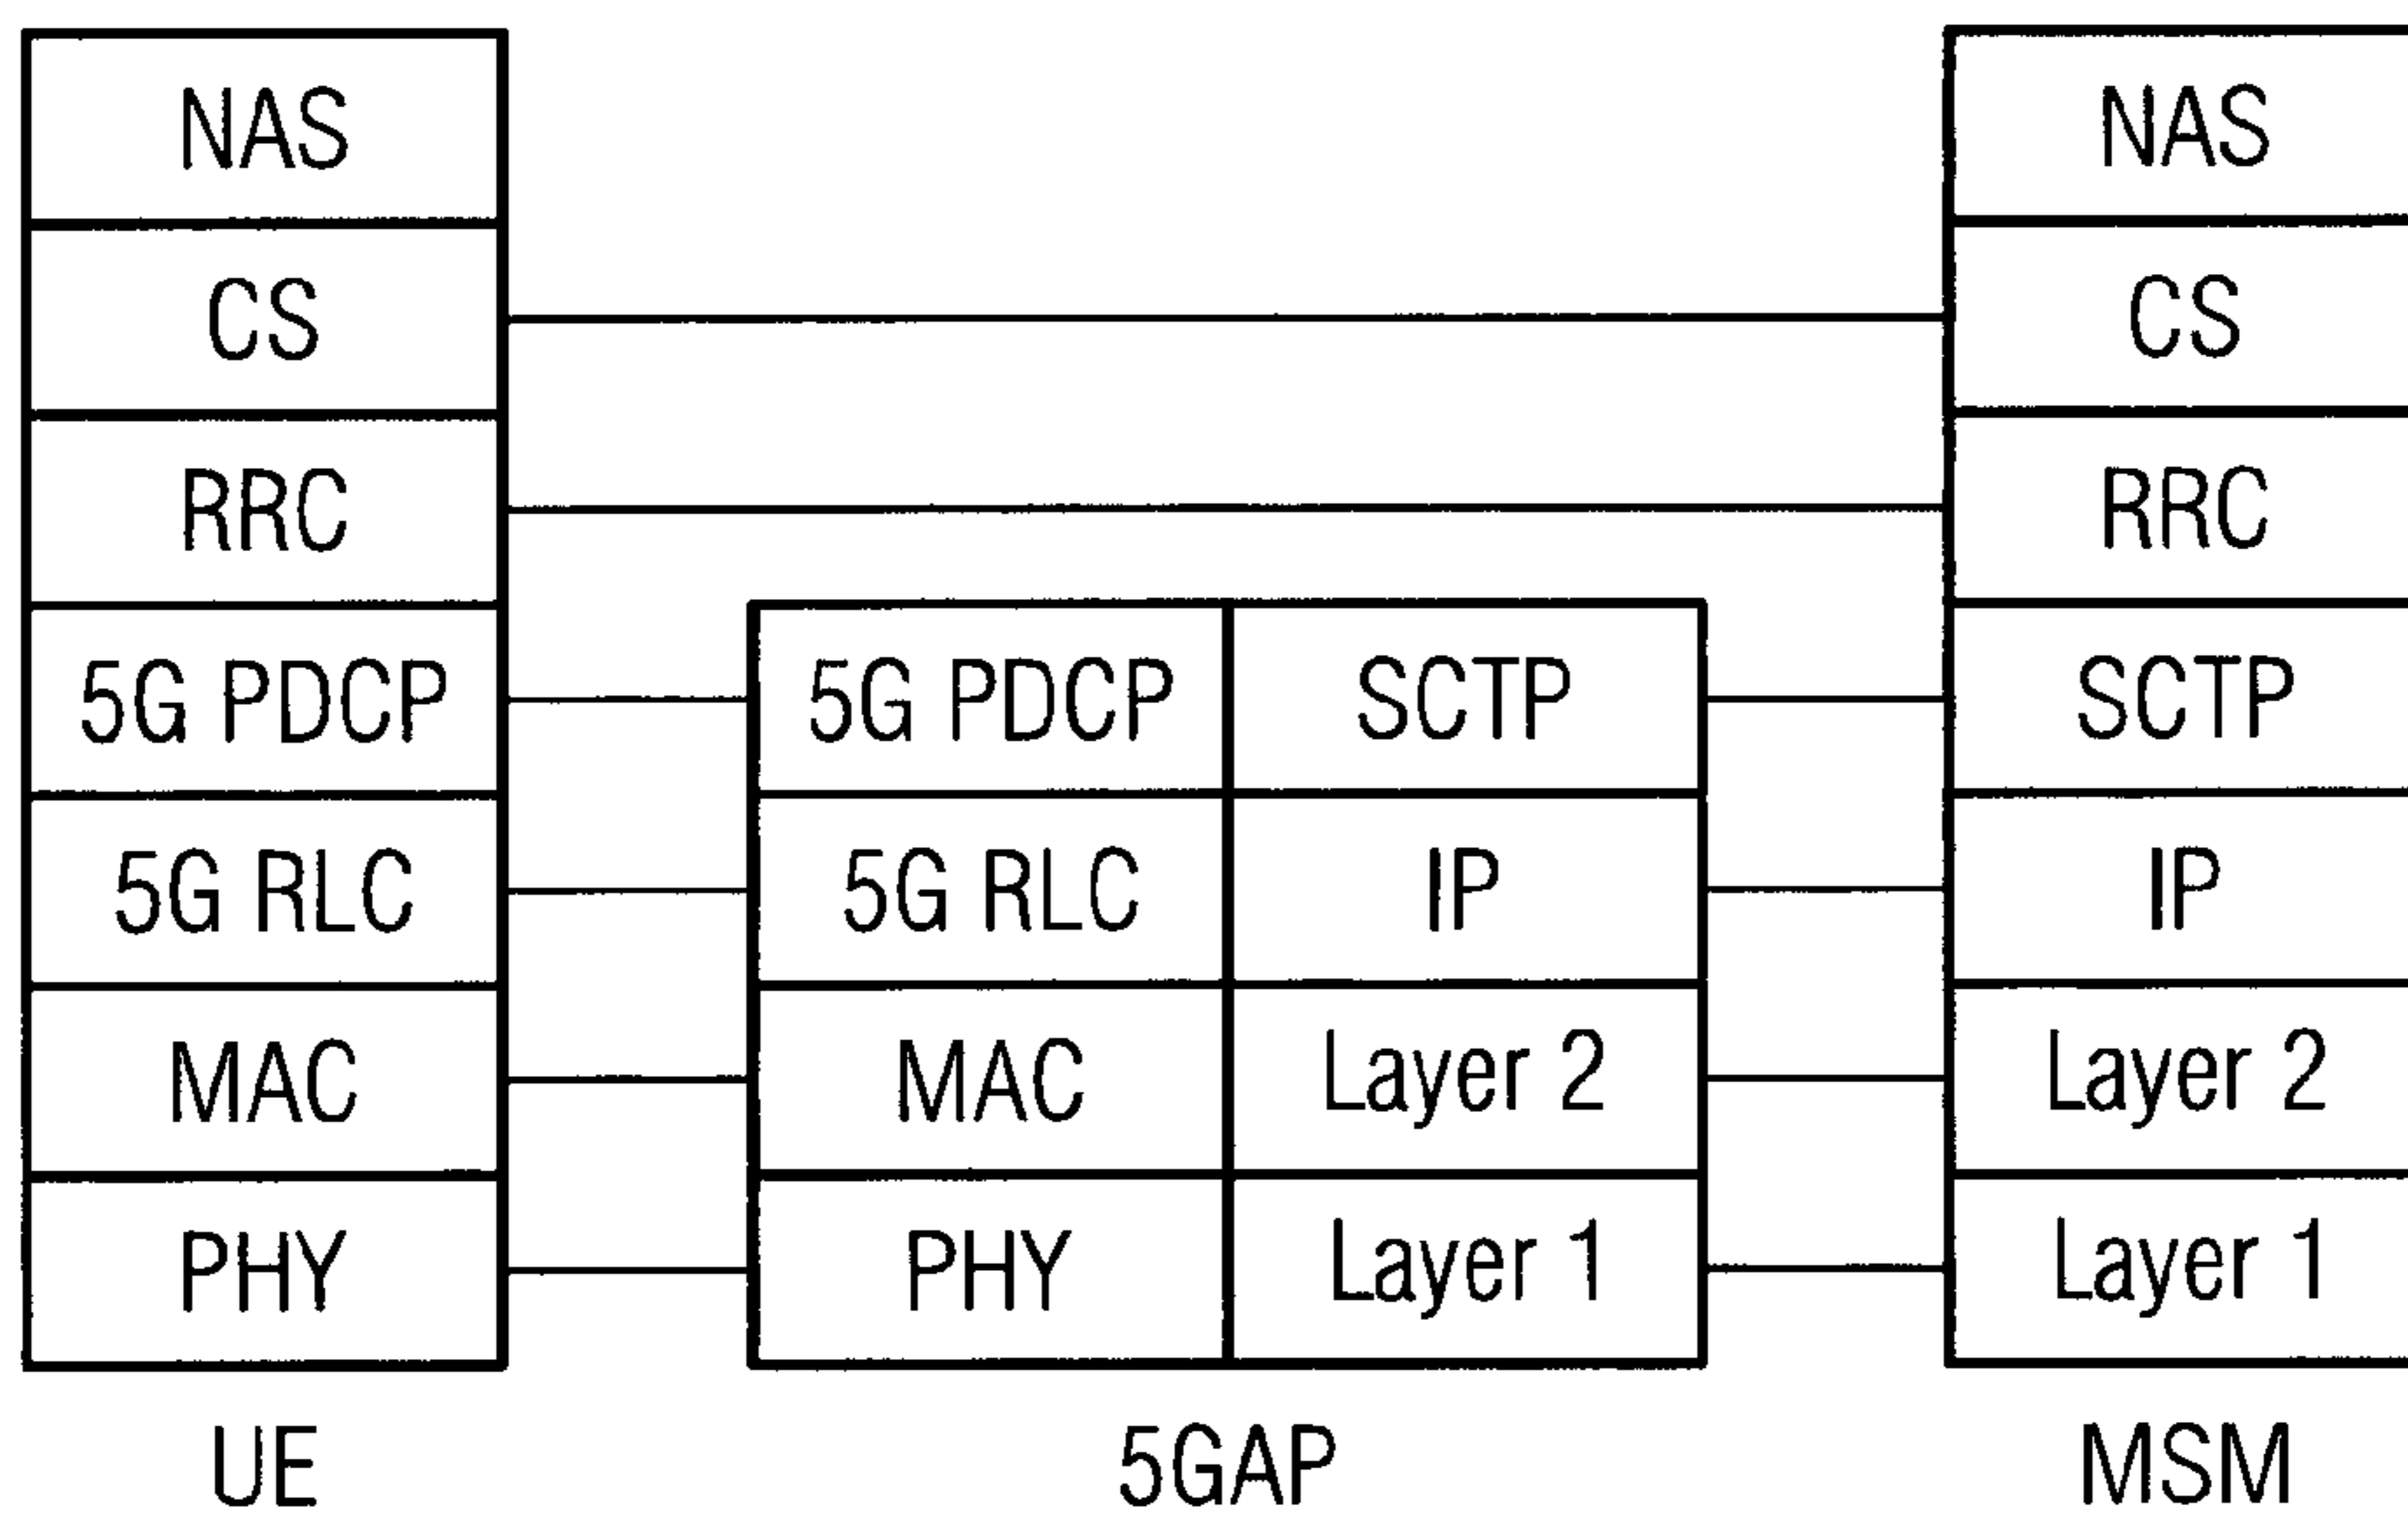 NAS NAS
CS CS
RRC RRC
5G PDCP 5G PDCP SCTP SCTP
5G RLC 5G RLC IP IP
MAC MAC Layer 2 Layer 2
PHY PHY Layer 1 Layer 1
UE 5GAP MSM